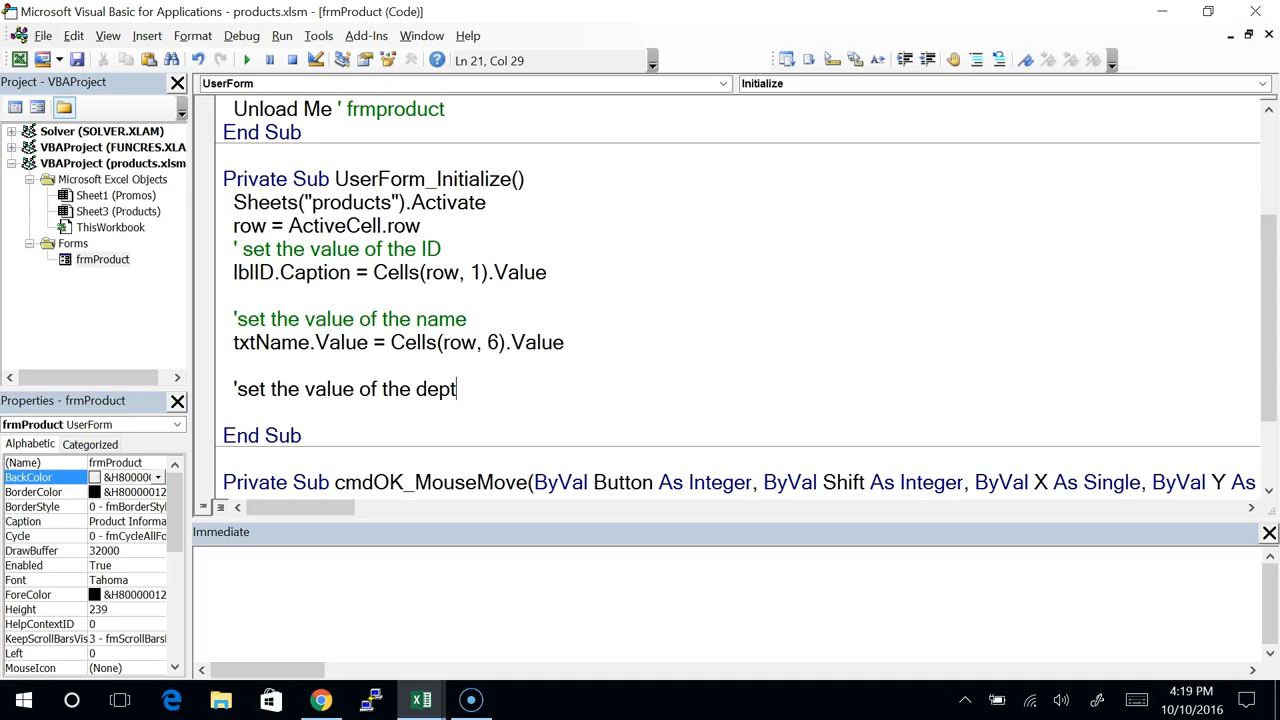 Microsoft Visual Basic for Applications - products.xlsm - [frmProduct (Code)]
File Edit View Insert Format Debug Run Tools Add-Ins Window Help
Ln 21, Col 29
Project - VBAProject
UserForm
Initialize
Solver (SOLVER.XLAM)
VBAProject (FUNCRES.XLA
VBAProject (products.xlsm
Microsoft Excel Objects
Sheet1 (Promos)
Sheet3 (Products)
ThisWorkbook
Forms
frmProduct
Unload Me ' frmproduct
End Sub
Private Sub UserForm_Initialize()
Sheets("products").Activate
row = ActiveCell.row
' set the value of the ID
lblID.Caption = Cells(row, 1).Value
'set the value of the name
txtName.Value = Cells(row, 6).Value
'set the value of the dept
End Sub
Private Sub cmdOK_MouseMove(ByVal Button As Integer, ByVal Shift As Integer, ByVal X As Single, ByVal Y As
Properties - frmProduct
frmProduct UserForm
Alphabetic Categorized
(Name) frmProduct
BackColor &H80000(
BorderColor &H80000012
BorderStyle 0 - fmBorderStyl
Caption Product Informa
Cycle 0 - fmCycleAllFo
DrawBuffer 32000
Enabled True
Font Tahoma
ForeColor &H80000012
Height 239
HelpContextID 0
KeepScrollBarsVis 3 - fmScrollBars
Left 0
MouseIcon (None)
Immediate
4:19 PM
10/10/2016